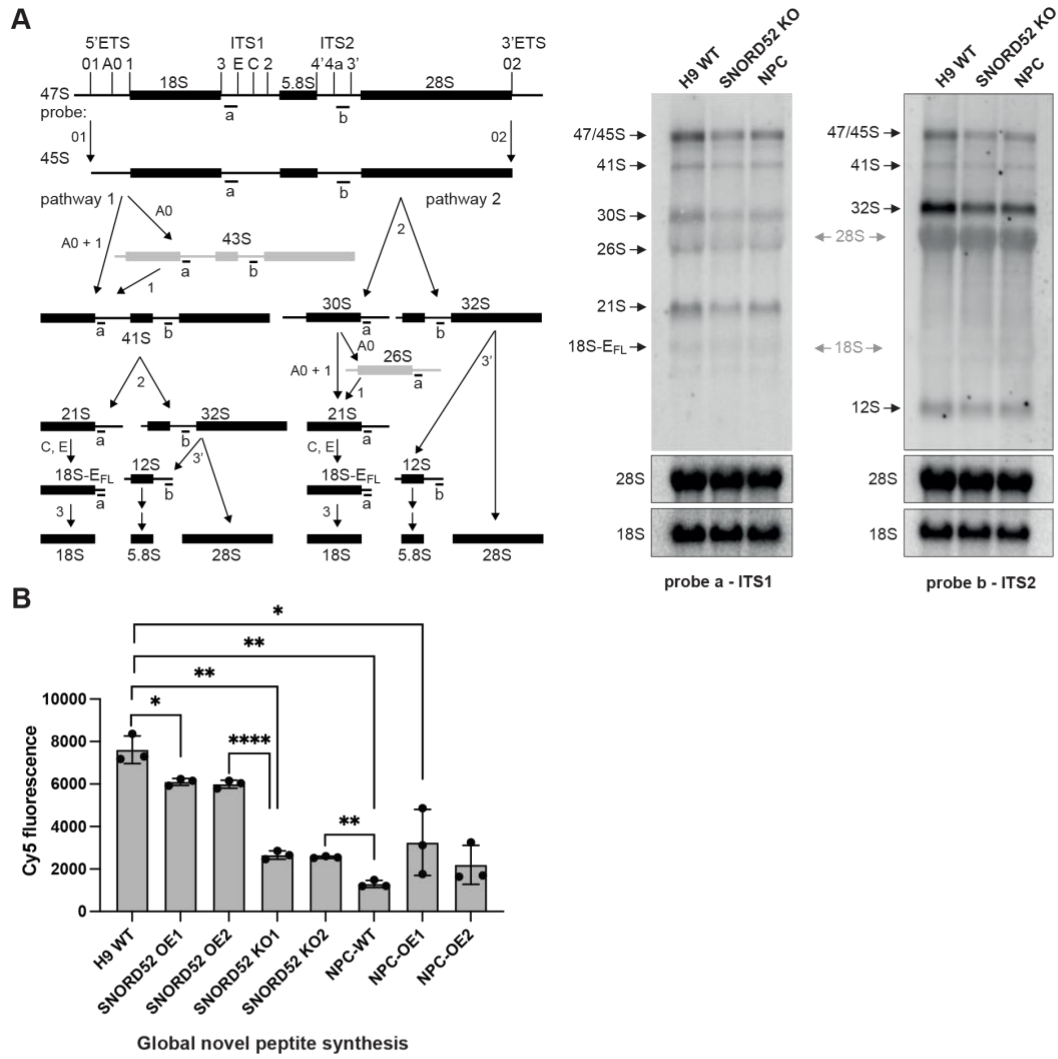 A
5'ETS ITS1 ITS2 3'ETS
01 A0 1 3 E C 2 4' 4a 3' 02
18S 5.8S 28S
47S
probe: a b
01 02
45S
a b
pathway 1 pathway 2
A0 2
A0 + 1 43S
a b
1
30S 32S
a b a b
41S A0 3'
2 A0 + 1 26S
1 a
21S 32S 21S
a b a
C, E 12S 3' C, E 12S
18S-EFL 18S-EFL
a b a b
3 3
18S 5.8S 28S 18S 5.8S 28S
H9 WT SNORD52 KO NPC
47/45S
41S
30S
26S
21S
18S-EFL
28S
18S
probe a - ITS1
H9 WT SNORD52 KO NPC
47/45S
41S
32S
28S
18S
12S
28S
18S
probe b - ITS2
B
*
**
**
*
****
**
Cy5 fluorescence
10000
8000
6000
4000
2000
0
H9 WT
SNORD52 OE1
SNORD52 OE2
SNORD52 KO1
SNORD52 KO2
NPC-WT
NPC-OE1
NPC-OE2
Global novel peptite synthesis